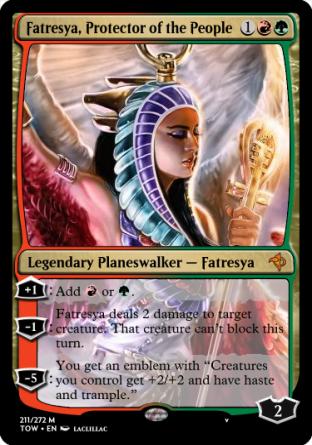 Fatresya, Protector of the People 1
Legendary Planeswalker — Fatresya
+1: Add or .
-1: Fatresya deals 2 damage to target
creature. That creature can't block this
turn.
-5: You get an emblem with “Creatures
you control get +2/+2 and have haste
and trample.”
2
211/272 M
TOW • EN LACLILLAC
v